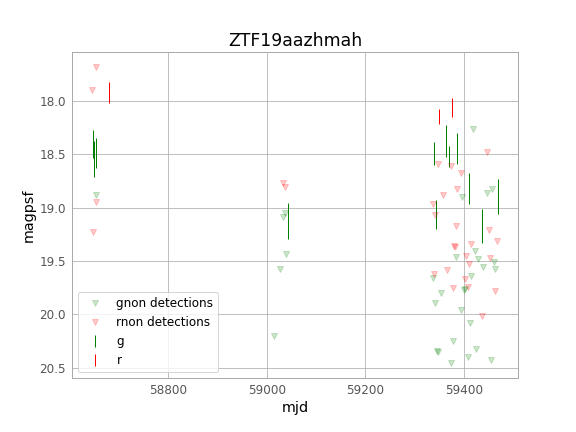 ZTF19aazhmah
magpsf
18.0
18.5
19.0
19.5
20.0
20.5
gnon detections
rnon detections
g
r
58800
59000
59200
59400
mjd